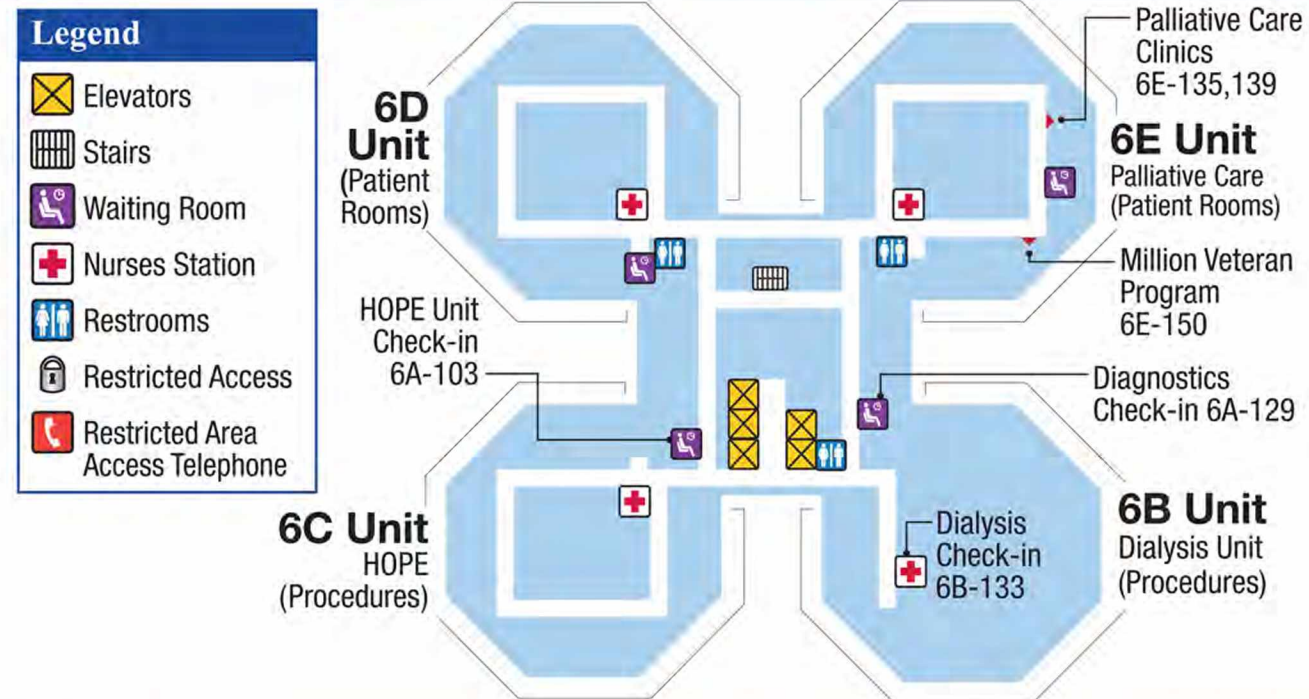 Legend
Elevators
Stairs
Waiting Room
Nurses Station
Restrooms
Restricted Access
Restricted Area
Access Telephone
6D
Unit
(Patient
Rooms)
Palliative Care
Clinics
6E-135,139
6E Unit
Palliative Care
(Patient Rooms)
Million Veteran
Program
6E-150
HOPE Unit
Check-in
6A-103
Diagnostics
Check-in 6A-129
6C Unit
HOPE
(Procedures)
Dialysis
Check-in
6B-133
6B Unit
Dialysis Unit
(Procedures)